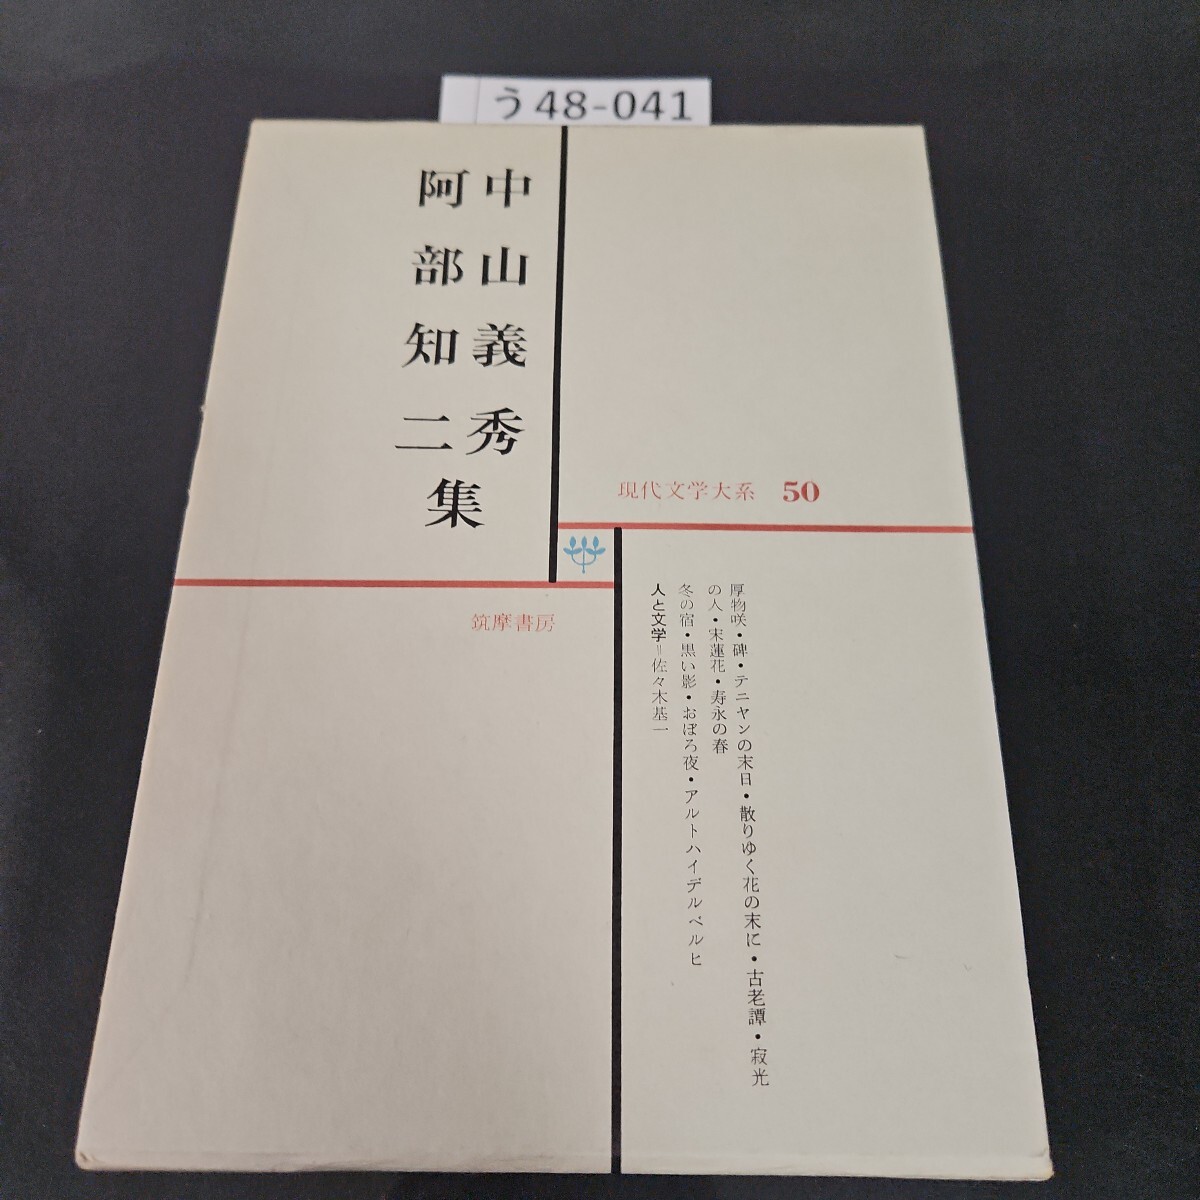 う48-041
中山義秀
阿部知二
集
現代文学大系 50
筑摩書房
厚物咲・碑・テニヤンの末日・散りゆく花の末に・古老譚・寂光
の人・末蓮花・寿永の春
冬の宿・黒い影・おぼろ夜・アルトハイデルベルヒ
人と文学=佐々木基一